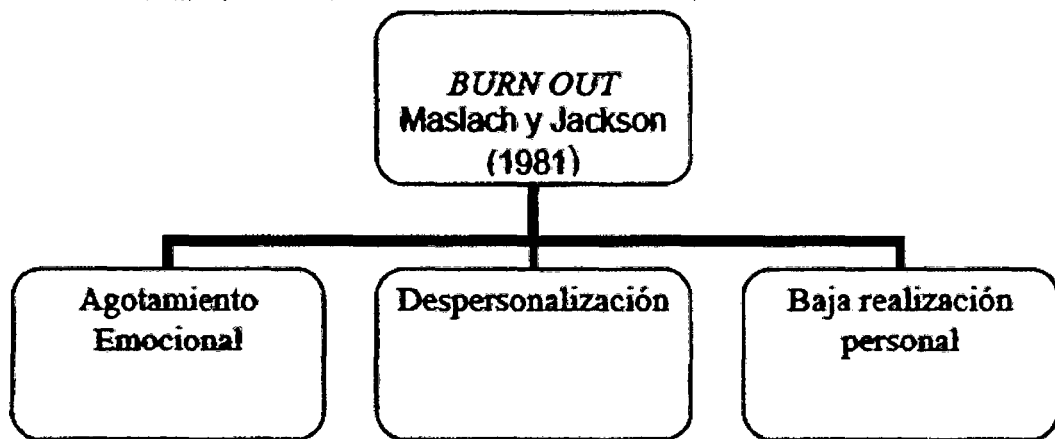 BURN OUT
Maslach y Jackson
(1981)
Agotamiento
Emocional
Despersonalización
Baja realización
personal